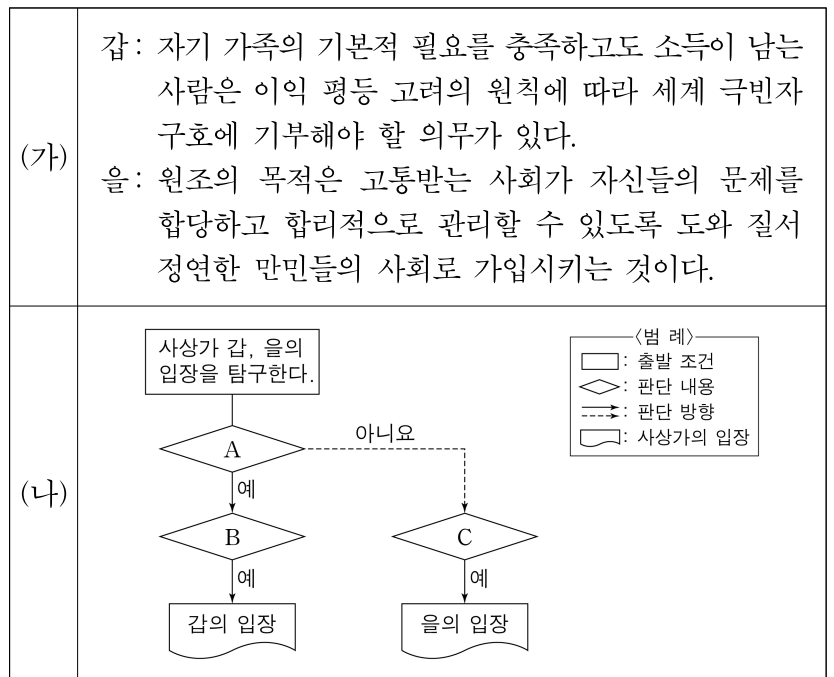 (가)
갑: 자기 가족의 기본적 필요를 충족하고도 소득이 남는
사람은 이익 평등 고려의 원칙에 따라 세계 극빈자
구호에 기부해야 할 의무가 있다.
을: 원조의 목적은 고통받는 사회가 자신들의 문제를
합당하고 합리적으로 관리할 수 있도록 도와 질서
정연한 만민들의 사회로 가입시키는 것이다.
(나)
사상가 갑, 을의
입장을 탐구한다.
〈범 례〉
: 출발 조건
: 판단 내용
: 판단 방향
: 사상가의 입장
A
아니요
예
B
C
예
예
갑의 입장
을의 입장